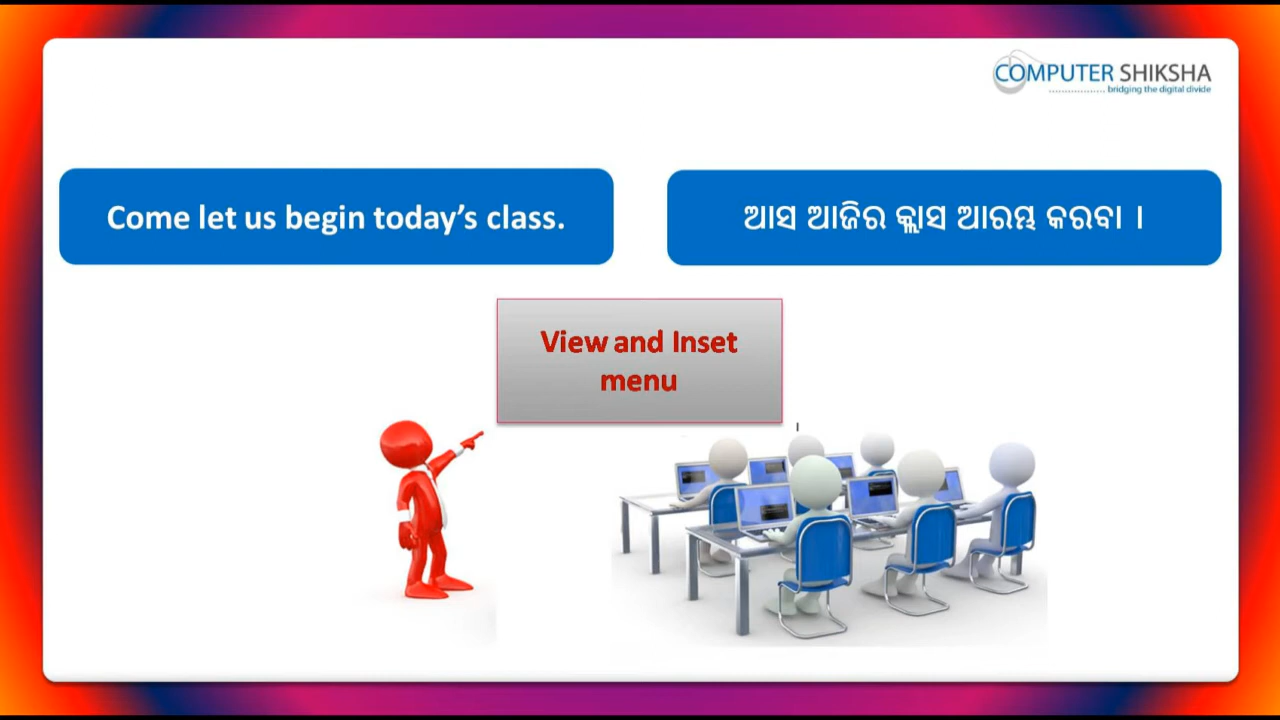 COMPUTER SHIKSHA
bridging the digital divide
Come let us begin today's class.
ଆସ ଆଜିର କ୍ଲାସ ଆରମ୍ଭ କରବା ।
View and Inset
menu